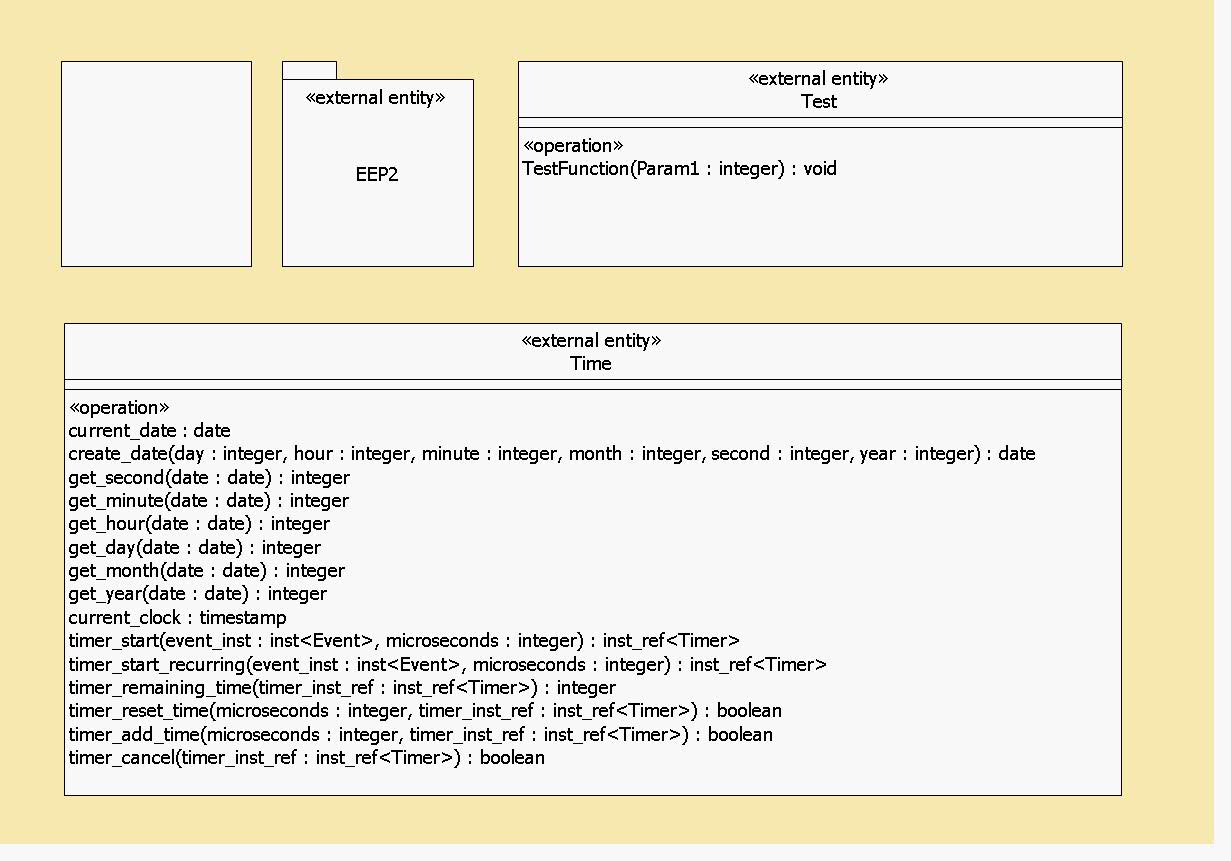 «external entity»
EEP2
«external entity»
Test
«operation»
TestFunction(Param1 : integer) : void
«external entity»
Time
«operation»
current_date : date
create_date(day : integer, hour : integer, minute : integer, month : integer, second : integer, year : integer) : date
get_second(date : date) : integer
get_minute(date : date) : integer
get_hour(date : date) : integer
get_day(date : date) : integer
get_month(date : date) : integer
get_year(date : date) : integer
current_clock : timestamp
timer_start(event_inst : inst<Event>, microseconds : integer) : inst_ref<Timer>
timer_start_recurring(event_inst : inst<Event>, microseconds : integer) : inst_ref<Timer>
timer_remaining_time(timer_inst_ref : inst_ref<Timer>) : integer
timer_reset_time(microseconds : integer, timer_inst_ref : inst_ref<Timer>) : boolean
timer_add_time(microseconds : integer, timer_inst_ref : inst_ref<Timer>) : boolean
timer_cancel(timer_inst_ref : inst_ref<Timer>) : boolean